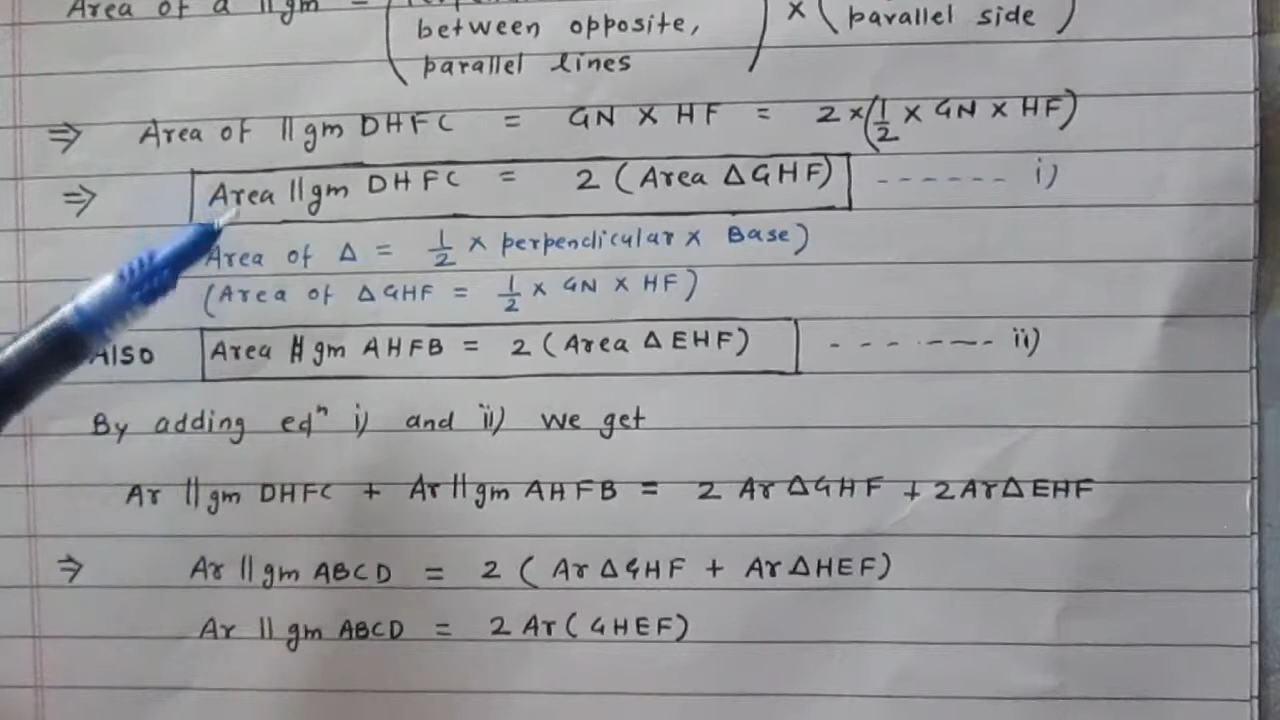 Area of a ||gm =
between opposite, × ( parallel side )
parallel lines
⇒ Area of ||gm DHFC = GN × HF = 2 × (1/2 × GN × HF)
⇒ Area ||gm DHFC = 2 (Area ΔGHF) ------ i)
Area of Δ = 1/2 × perpendicular × Base)
(Area of ΔGHF = 1/2 × GN × HF)
Also Area ||gm AHFB = 2 (Area ΔEHF) ------- ii)
By adding eqⁿ i) and ii) we get
Ar ||gm DHFC + Ar ||gm AHFB = 2 Ar ΔGHF + 2 Ar ΔEHF
⇒ Ar ||gm ABCD = 2 ( Ar ΔGHF + Ar ΔHEF)
Ar ||gm ABCD = 2 Ar (GHEF)